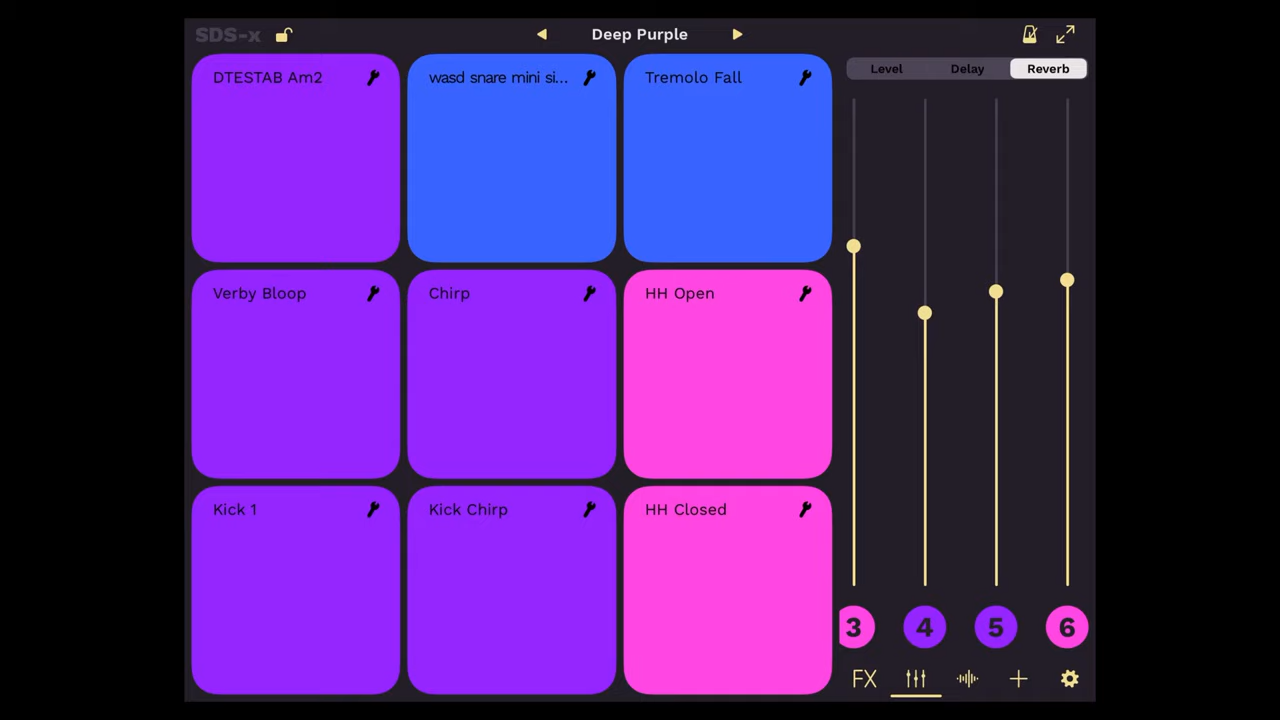 SDS-x
Deep Purple
Level Delay Reverb
DTESTAB Am2
wasd snare mini si...
Tremolo Fall
Verby Bloop
Chirp
HH Open
Kick 1
Kick Chirp
HH Closed
3 4 5 6
FX